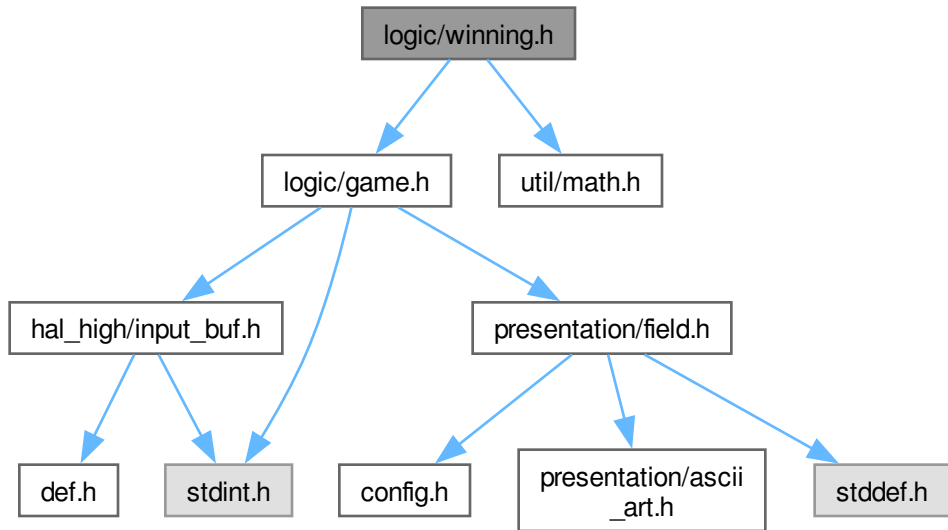 logic/winning.h
logic/game.h
util/math.h
hal_high/input_buf.h
presentation/field.h
def.h
stdint.h
config.h
presentation/ascii
_art.h
stddef.h